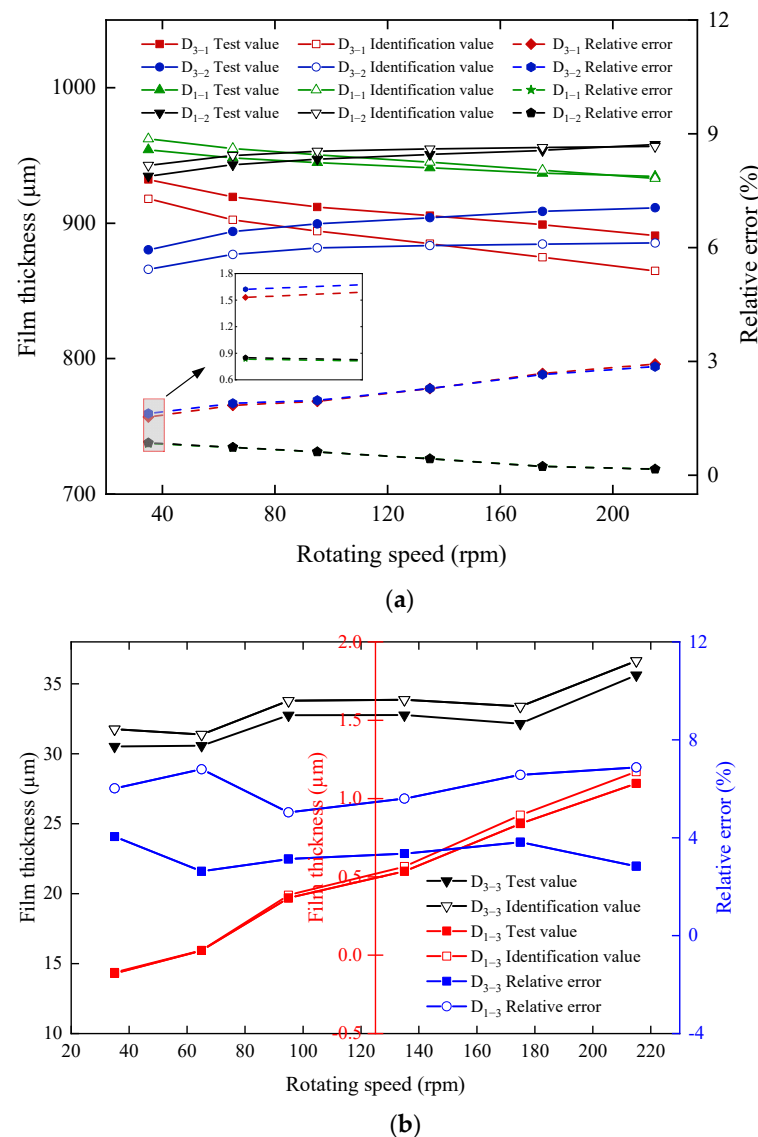 D3−1 Test value D3−1 Identification value D3−1 Relative error
D3−2 Test value D3−2 Identification value D3−2 Relative error
D1−1 Test value D1−1 Identification value D1−1 Relative error
D1−2 Test value D1−2 Identification value D1−2 Relative error
12
1000
9
900
6
1.8
1.5
1.2
0.9
0.6
800
3
0
700
40 80 120 160 200
Film thickness (μm)
Relative error (%)
Rotating speed (rpm)
(a)
2.0
12
35
1.5
30
8
1.0
25
4
0.5
20
0
0.0
15
10
-0.5
-4
Film thickness (μm)
Film thickness (μm)
Relative error (%)
D3−3 Test value
D3−3 Identification value
D1−3 Test value
D1−3 Identification value
D3−3 Relative error
D1−3 Relative error
20 40 60 80 100 120 140 160 180 200 220
Rotating speed (rpm)
(b)